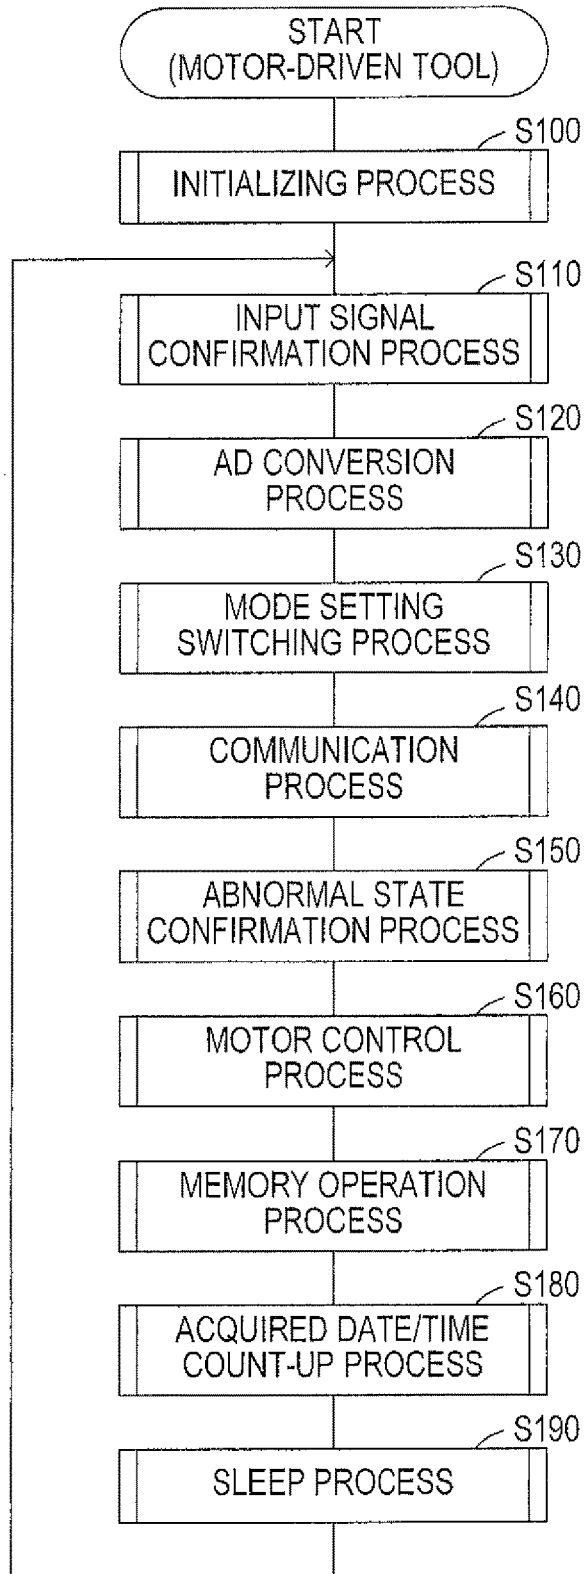 START
(MOTOR-DRIVEN TOOL)
S100
INITIALIZING PROCESS
S110
INPUT SIGNAL
CONFIRMATION PROCESS
S120
AD CONVERSION
PROCESS
S130
MODE SETTING
SWITCHING PROCESS
S140
COMMUNICATION
PROCESS
S150
ABNORMAL STATE
CONFIRMATION PROCESS
S160
MOTOR CONTROL
PROCESS
S170
MEMORY OPERATION
PROCESS
S180
ACQUIRED DATE/TIME
COUNT-UP PROCESS
S190
SLEEP PROCESS